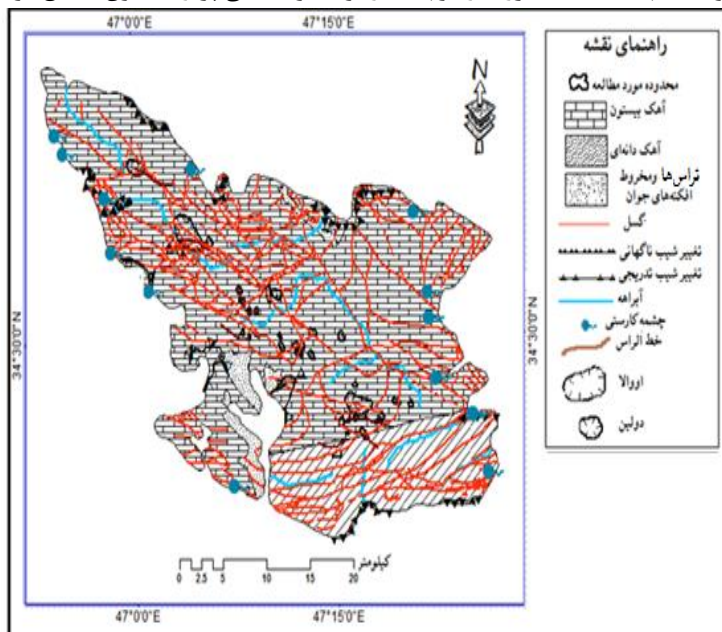 47°0'0"E 47°15'0"E
34°30'0"N
34°30'0"N
N
کیلومتر
0 2.5 5 10 15 20
47°0'0"E 47°15'0"E
راهنمای نقشه
محدوده مورد مطالعه
آهک بیستون
آهک دانه‌ای
تراس‌ها ومخروط
افکنه‌های جوان
گسل
تغییر شیب ناگهانی
تغییر شیب تدریجی
آبراهه
چشمه کارستی
خط الراس
اووالا
دولین